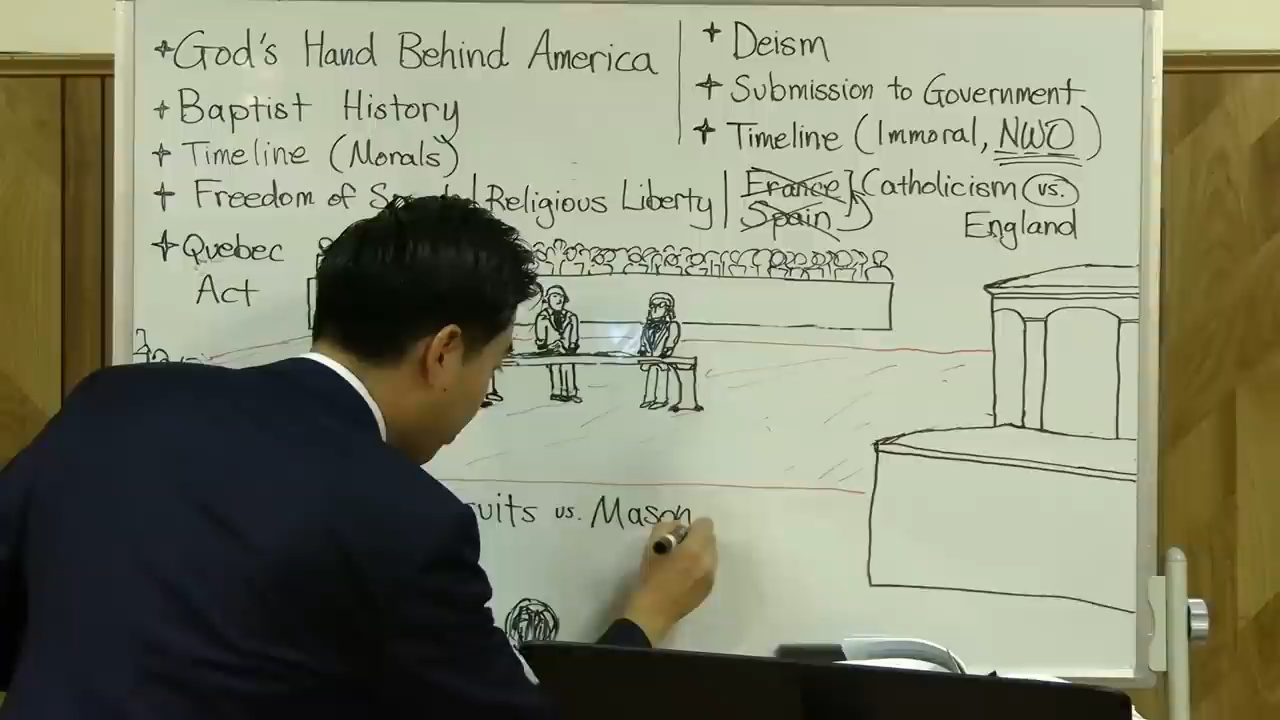 + God's Hand Behind America
+ Baptist History
+ Timeline (Morals)
+ Freedom of | Religious Liberty | France Spain } Catholicism vs. England
+ Quebec Act
+ Deism
+ Submission to Government
+ Timeline (Immoral, NWO)
uits vs. Mason